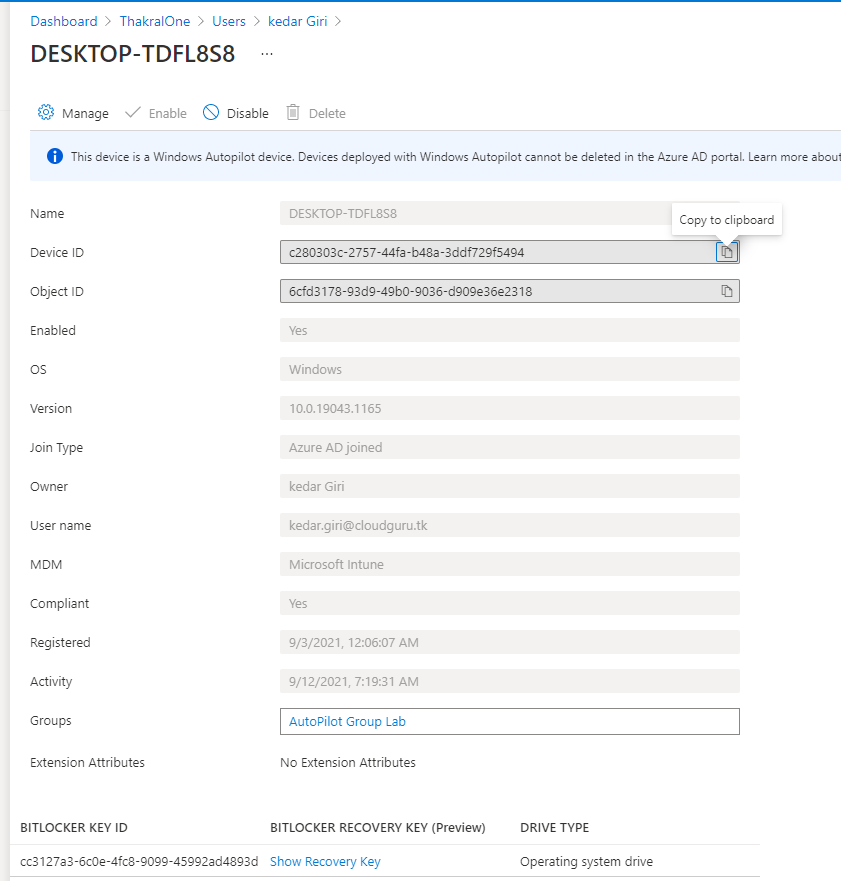 Dashboard > ThakralOne > Users > kedar Giri >
DESKTOP-TDFL8S8 ...
Manage Enable Disable Delete
This device is a Windows Autopilot device. Devices deployed with Windows Autopilot cannot be deleted in the Azure AD portal. Learn more about
Name DESKTOP-TDFL8S8
Copy to clipboard
Device ID c280303c-2757-44fa-b48a-3ddf729f5494
Object ID 6cfd3178-93d9-49b0-9036-d909e36e2318
Enabled Yes
OS Windows
Version 10.0.19043.1165
Join Type Azure AD joined
Owner kedar Giri
User name kedar.giri@cloudguru.tk
MDM Microsoft Intune
Compliant Yes
Registered 9/3/2021, 12:06:07 AM
Activity 9/12/2021, 7:19:31 AM
Groups AutoPilot Group Lab
Extension Attributes No Extension Attributes
BITLOCKER KEY ID BITLOCKER RECOVERY KEY (Preview) DRIVE TYPE
cc3127a3-6c0e-4fc8-9099-45992ad4893d Show Recovery Key Operating system drive